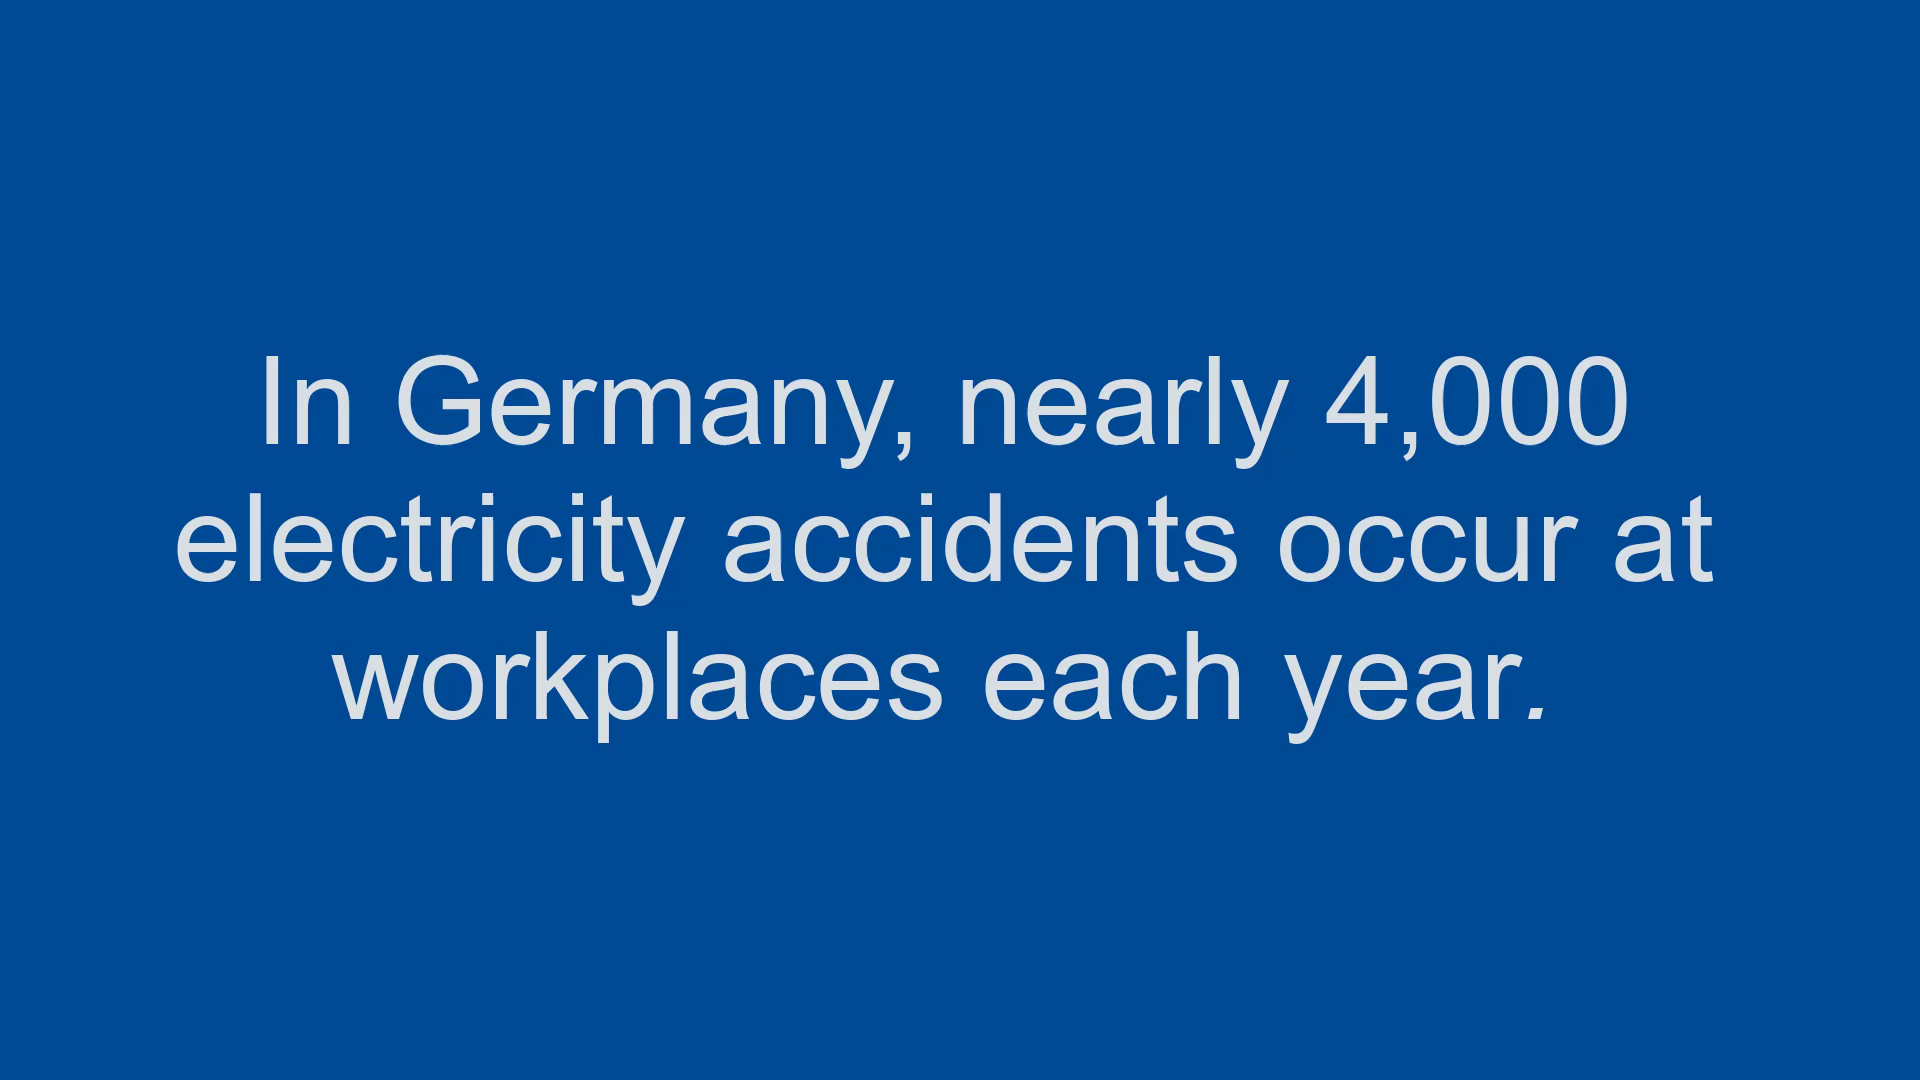 In Germany, nearly 4,000
electricity accidents occur at
workplaces each year.